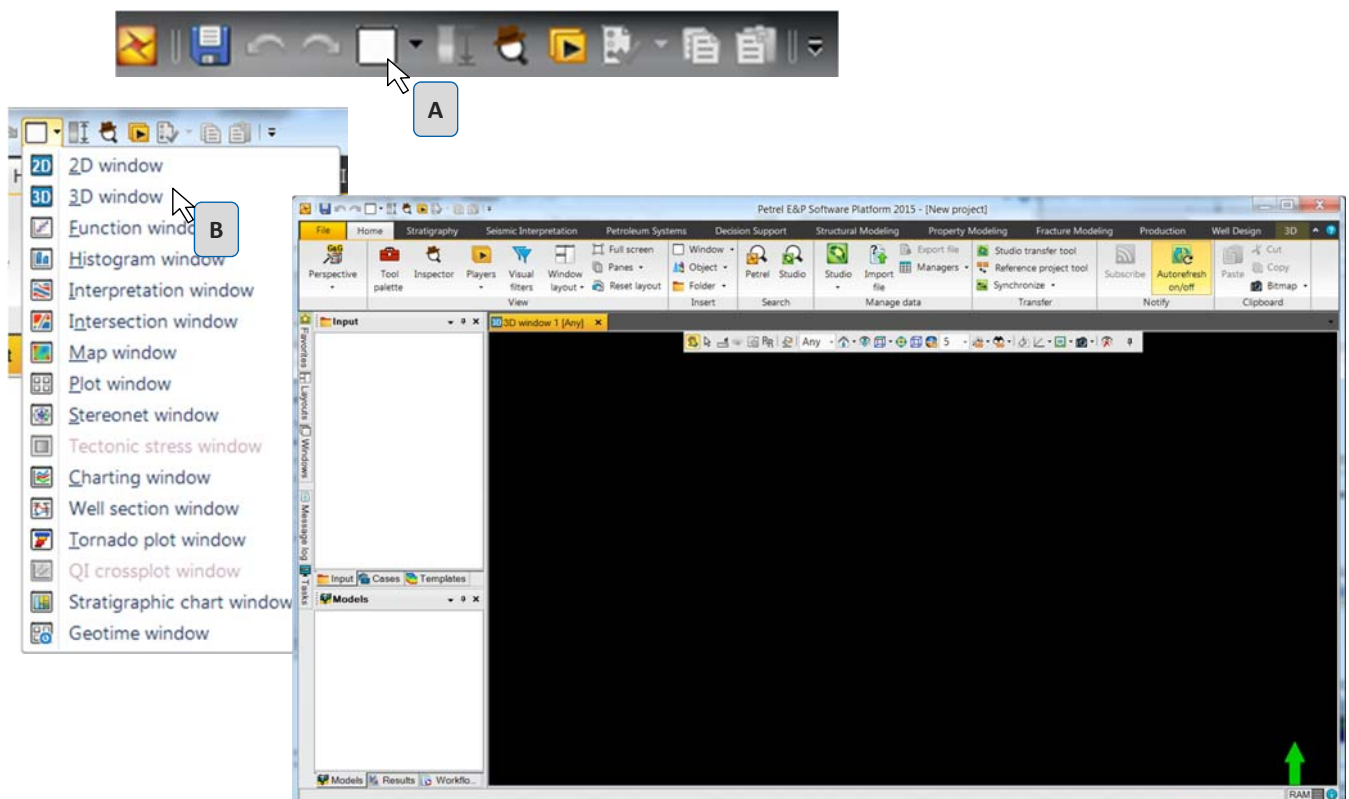 A
2D window
3D window
Function windo
B
Histogram window
Interpretation window
Intersection window
Map window
Plot window
Stereonet window
Tectonic stress window
Charting window
Well section window
Tornado plot window
QI crossplot window
Stratigraphic chart window
Geotime window
Petrel E&P Software Platform 2015 - [New project]
File Home Stratigraphy Seismic Interpretation Petroleum Systems Decision Support Structural Modeling Property Modeling Fracture Modeling Production Well Design 3D
G&G
Perspective
Tool palette
Inspector
Players
Visual filters
Window layout
Full screen
Panes
Reset layout
View
Window
Object
Folder
Insert
Petrel Studio
Search
Studio
Import file
Export file
Managers
Manage data
Studio transfer tool
Reference project tool
Synchronize
Transfer
Subscribe
Autorefresh on/off
Notify
Paste
Cut
Copy
Bitmap
Clipboard
Favorites
Layouts
Windows
Message log
Tasks
Input
3D window 1 [Any]
Any
5
Input Cases Templates
Models
Models Results Workflo...
RAM